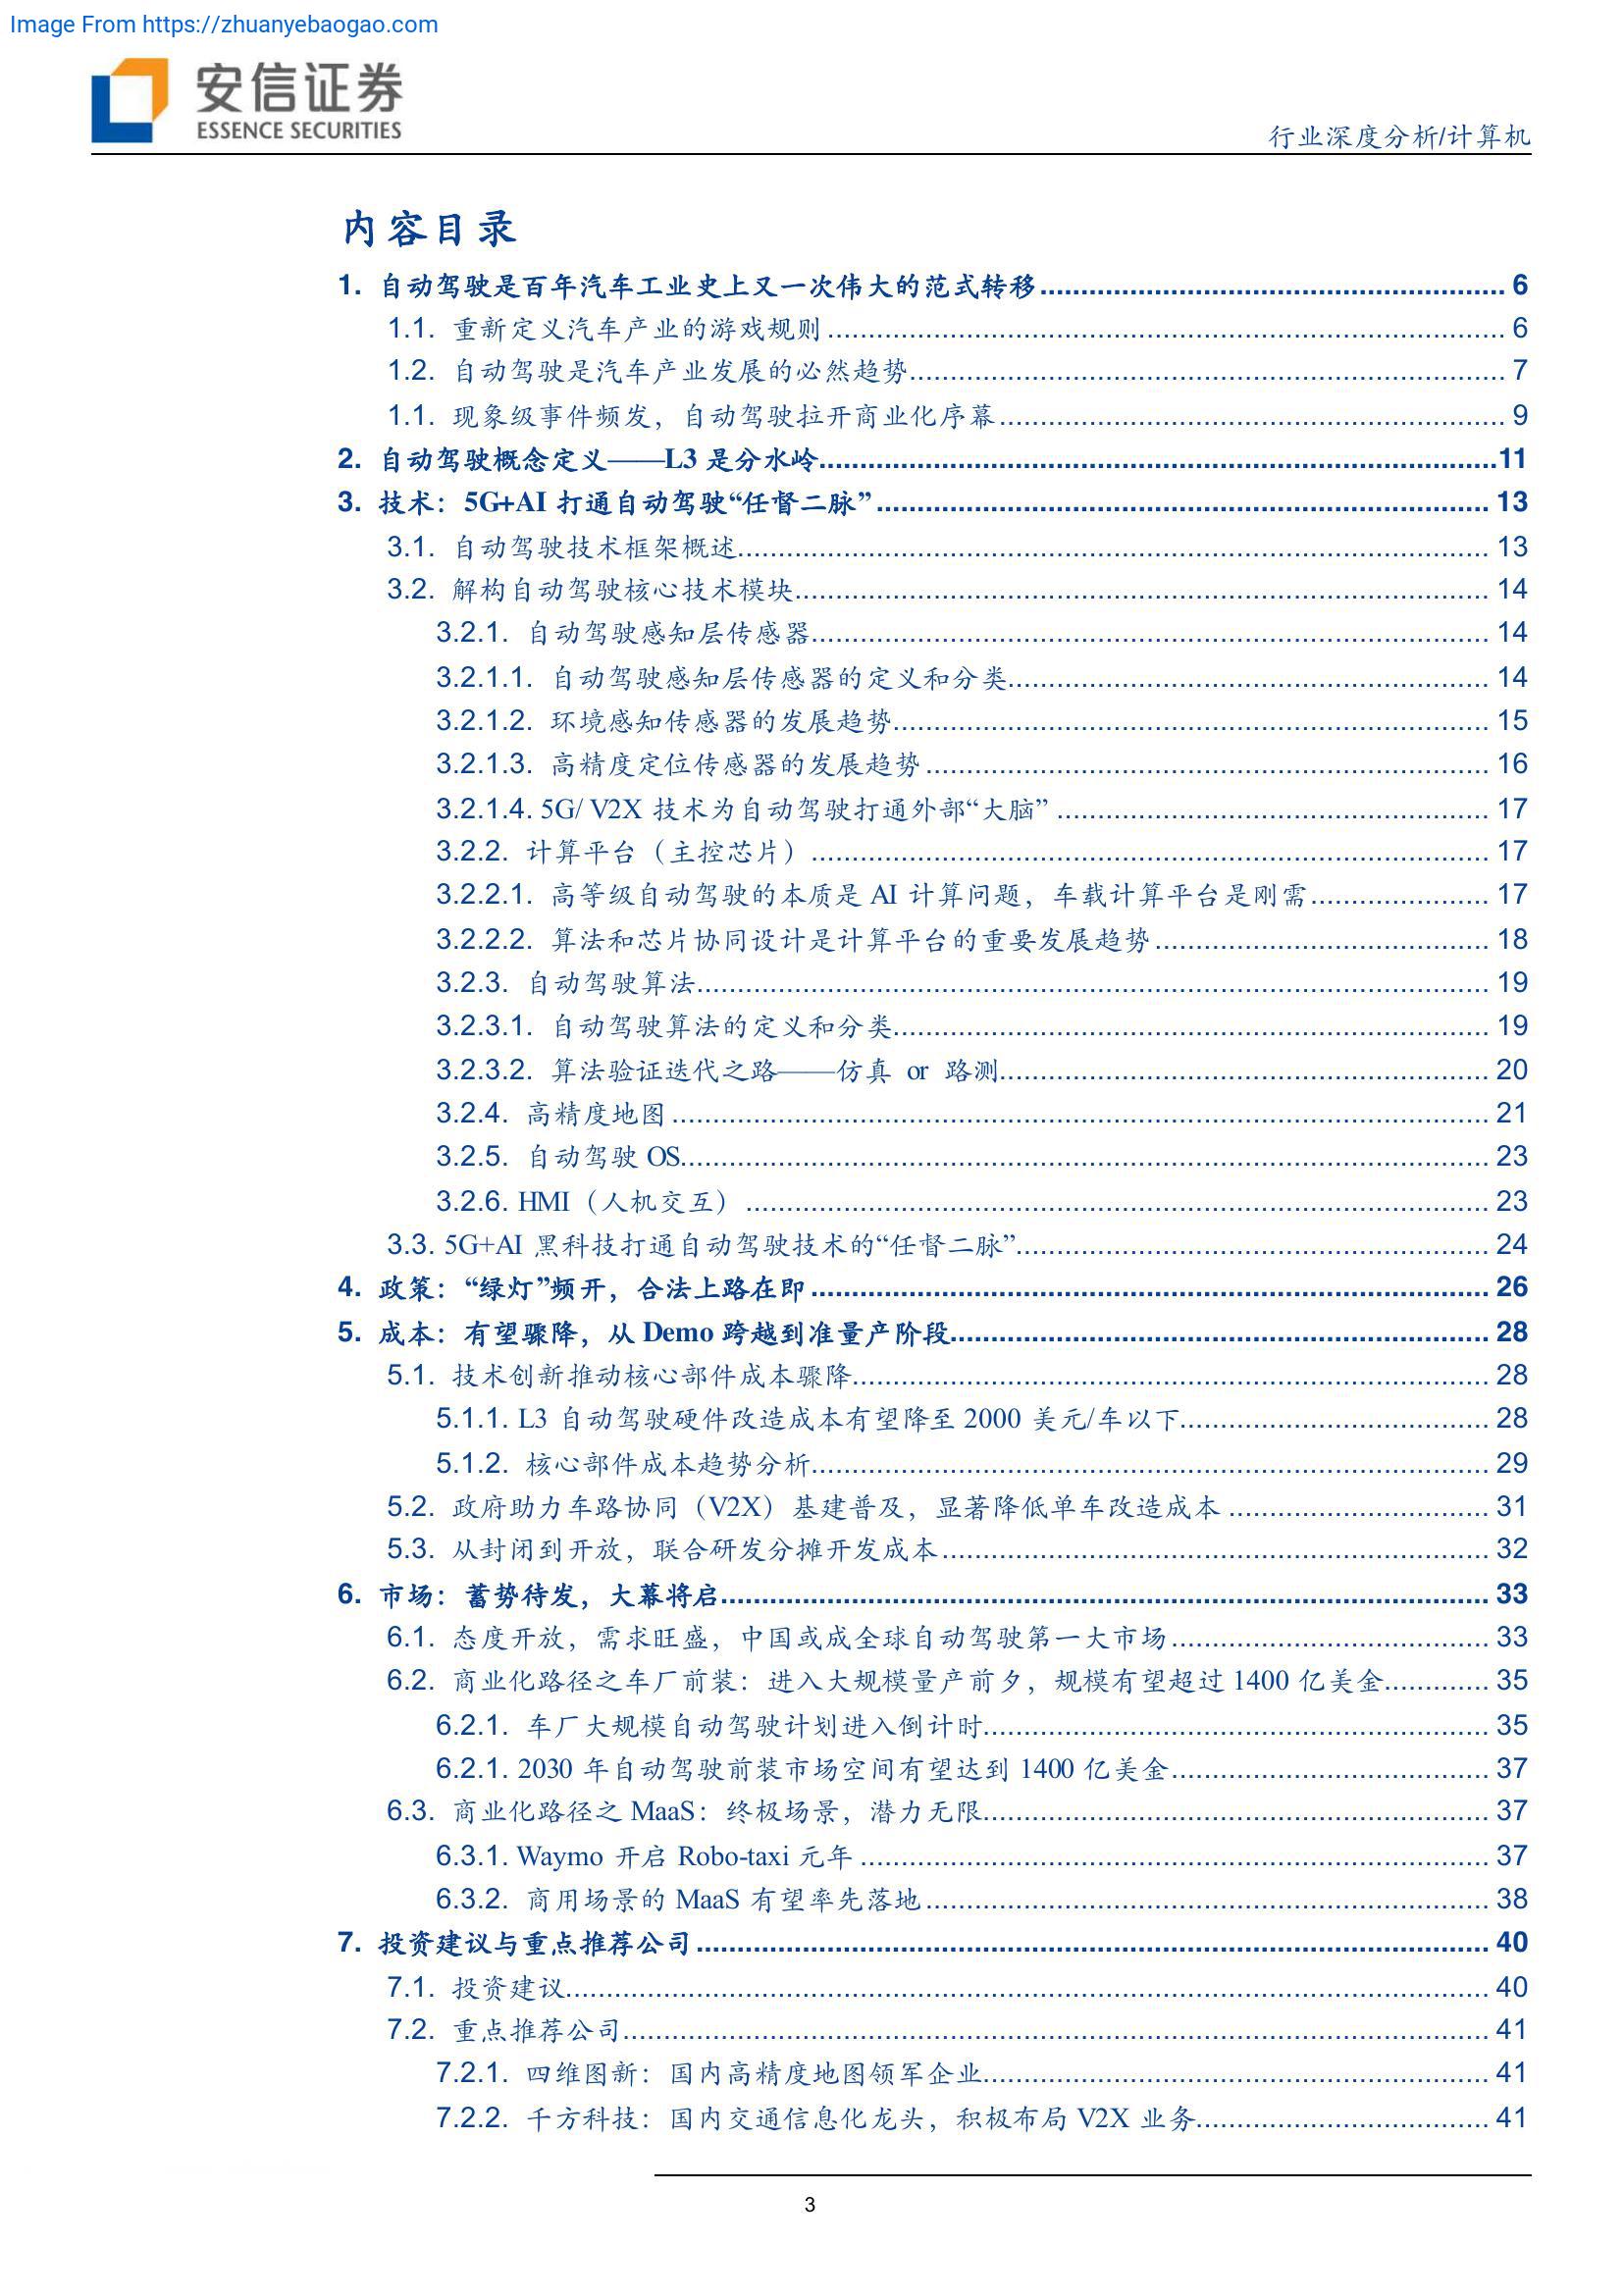 Image From https://zhuanyebaogao.com
安信证券
ESSENCE SECURITIES
行业深度分析/计算机
内容目录
1. 自动驾驶是百年汽车工业史上又一次伟大的范式转移 6
1.1. 重新定义汽车产业的游戏规则 6
1.2. 自动驾驶是汽车产业发展的必然趋势 7
1.1. 现象级事件频发，自动驾驶拉开商业化序幕 9
2. 自动驾驶概念定义——L3 是分水岭 11
3. 技术：5G+AI 打通自动驾驶“任督二脉” 13
3.1. 自动驾驶技术框架概述 13
3.2. 解构自动驾驶核心技术模块 14
3.2.1. 自动驾驶感知层传感器 14
3.2.1.1. 自动驾驶感知层传感器的定义和分类 14
3.2.1.2. 环境感知传感器的发展趋势 15
3.2.1.3. 高精度定位传感器的发展趋势 16
3.2.1.4. 5G/ V2X 技术为自动驾驶打通外部“大脑” 17
3.2.2. 计算平台（主控芯片） 17
3.2.2.1. 高等级自动驾驶的本质是 AI 计算问题，车载计算平台是刚需 17
3.2.2.2. 算法和芯片协同设计是计算平台的重要发展趋势 18
3.2.3. 自动驾驶算法 19
3.2.3.1. 自动驾驶算法的定义和分类 19
3.2.3.2. 算法验证迭代之路——仿真 or 路测 20
3.2.4. 高精度地图 21
3.2.5. 自动驾驶 OS 23
3.2.6. HMI（人机交互） 23
3.3. 5G+AI 黑科技打通自动驾驶技术的“任督二脉” 24
4. 政策：“绿灯”频开，合法上路在即 26
5. 成本：有望骤降，从 Demo 跨越到准量产阶段 28
5.1. 技术创新推动核心部件成本骤降 28
5.1.1. L3 自动驾驶硬件改造成本有望降至 2000 美元/车以下 28
5.1.2. 核心部件成本趋势分析 29
5.2. 政府助力车路协同（V2X）基建普及，显著降低单车改造成本 31
5.3. 从封闭到开放，联合研发分摊开发成本 32
6. 市场：蓄势待发，大幕将启 33
6.1. 态度开放，需求旺盛，中国或成全球自动驾驶第一大市场 33
6.2. 商业化路径之车厂前装：进入大规模量产前夕，规模有望超过 1400 亿美金 35
6.2.1. 车厂大规模自动驾驶计划进入倒计时 35
6.2.1. 2030 年自动驾驶前装市场空间有望达到 1400 亿美金 37
6.3. 商业化路径之 MaaS：终极场景，潜力无限 37
6.3.1. Waymo 开启 Robo-taxi 元年 37
6.3.2. 商用场景的 MaaS 有望率先落地 38
7. 投资建议与重点推荐公司 40
7.1. 投资建议 40
7.2. 重点推荐公司 41
7.2.1. 四维图新：国内高精度地图领军企业 41
7.2.2. 千方科技：国内交通信息化龙头，积极布局 V2X 业务 41
3